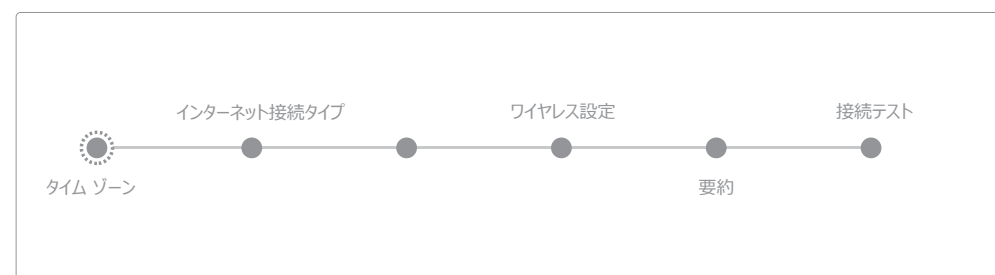 インターネット接続タイプ
ワイヤレス設定
接続テスト
タイム ゾーン
要約